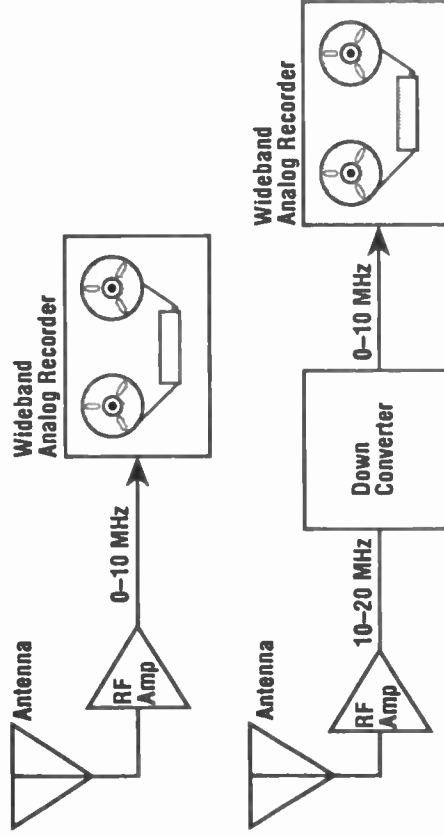 Antenna
RF
Amp
0–10 MHz
Wideband
Analog Recorder
Antenna
RF
Amp
10–20 MHz
Down
Converter
0–10 MHz
Wideband
Analog Recorder